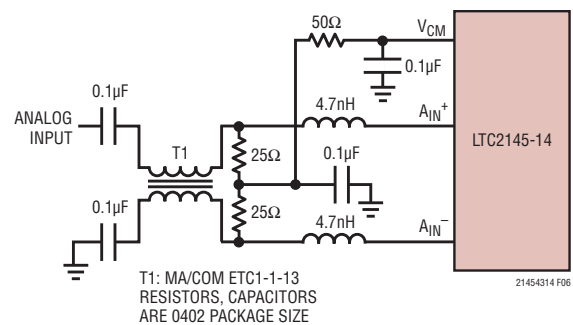 50Ω
VCM
0.1µF
0.1µF
4.7nH
AIN+
ANALOG
INPUT
LTC2145-14
T1
25Ω
0.1µF
0.1µF
25Ω
4.7nH
AIN–
T1: MA/COM ETC1-1-13
RESISTORS, CAPACITORS
ARE 0402 PACKAGE SIZE
21454314 F06